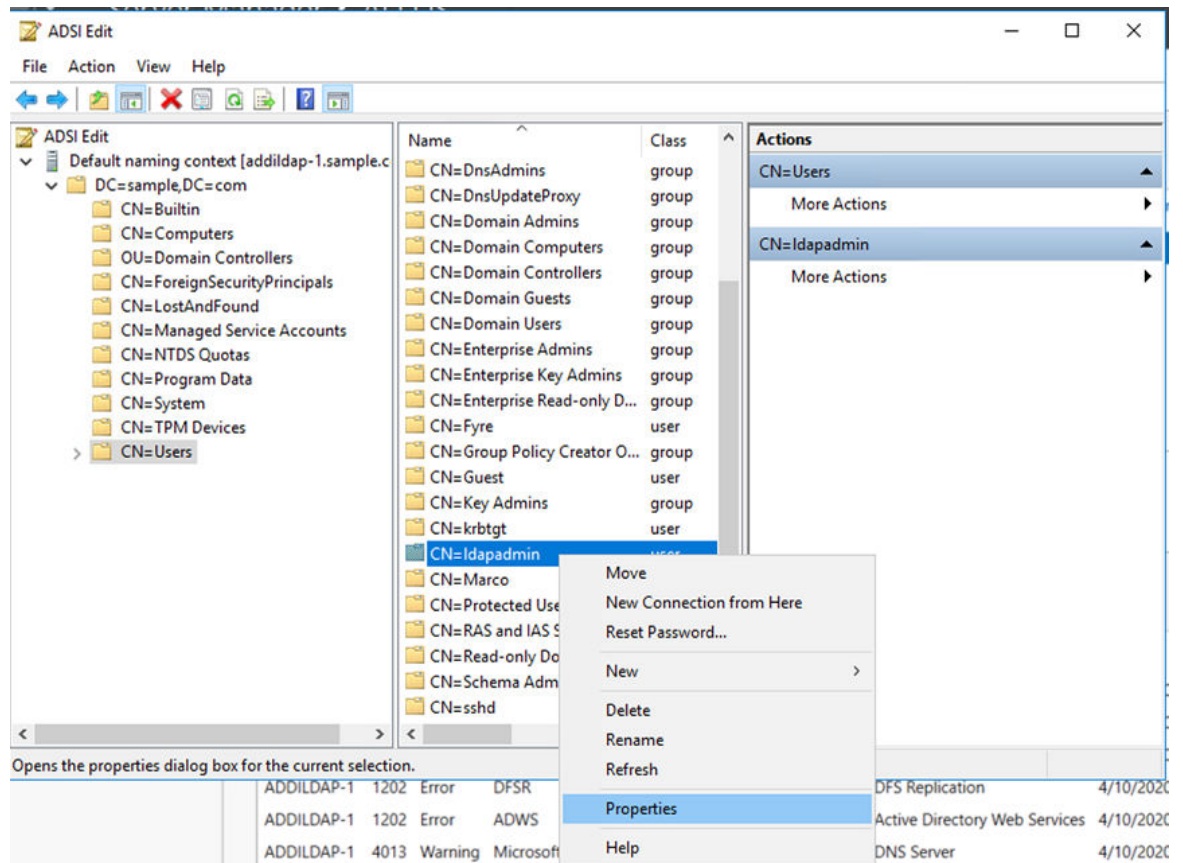 ADSI Edit
File Action View Help
ADSI Edit
Default naming context [addildap-1.sample.c
DC=sample,DC=com
CN=Builtin
CN=Computers
OU=Domain Controllers
CN=ForeignSecurityPrincipals
CN=LostAndFound
CN=Managed Service Accounts
CN=NTDS Quotas
CN=Program Data
CN=System
CN=TPM Devices
CN=Users
Name Class
CN=DnsAdmins group
CN=DnsUpdateProxy group
CN=Domain Admins group
CN=Domain Computers group
CN=Domain Controllers group
CN=Domain Guests group
CN=Domain Users group
CN=Enterprise Admins group
CN=Enterprise Key Admins group
CN=Enterprise Read-only D... group
CN=Fyre user
CN=Group Policy Creator O... group
CN=Guest user
CN=Key Admins group
CN=krbtgt user
CN=ldapadmin
CN=Marco
CN=Protected Use
CN=RAS and IAS S
CN=Read-only Do
CN=Schema Adm
CN=sshd
Actions
CN=Users
More Actions
CN=ldapadmin
More Actions
Move
New Connection from Here
Reset Password...
New
Delete
Rename
Refresh
Properties
Help
Opens the properties dialog box for the current selection.
ADDILDAP-1 1202 Error DFSR DFS Replication 4/10/2020
ADDILDAP-1 1202 Error ADWS Active Directory Web Services 4/10/2020
ADDILDAP-1 4013 Warning Microsoft DNS Server 4/10/2020